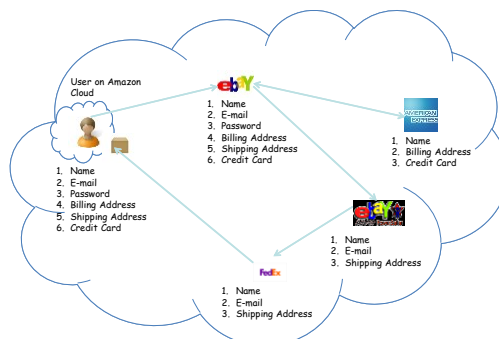 User on Amazon
Cloud
1. Name
2. E-mail
3. Password
4. Billing Address
5. Shipping Address
6. Credit Card
ebay
1. Name
2. E-mail
3. Password
4. Billing Address
5. Shipping Address
6. Credit Card
AMERICAN
EXPRESS
1. Name
2. Billing Address
3. Credit Card
ebay
1. Name
2. E-mail
3. Shipping Address
FedEx
1. Name
2. E-mail
3. Shipping Address